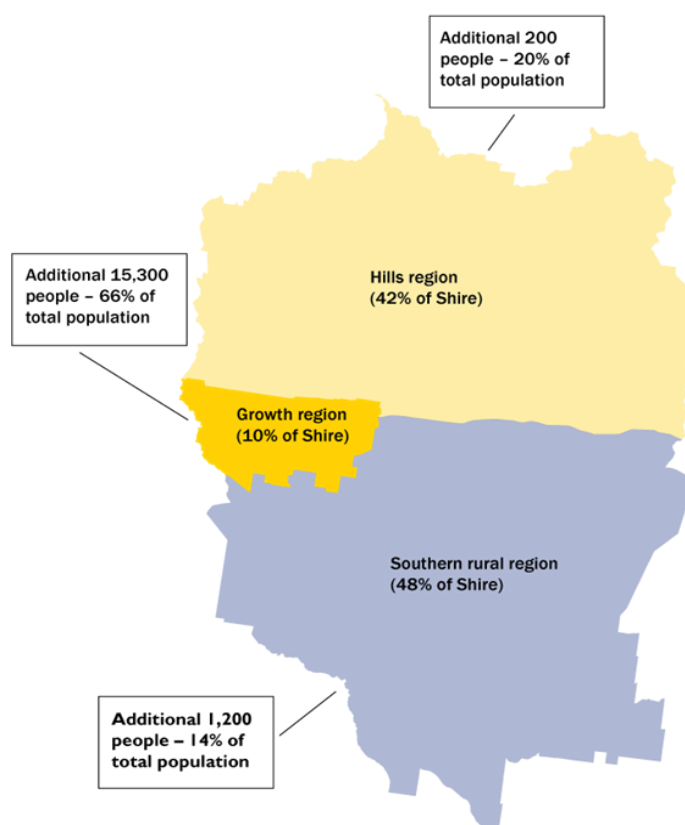 Additional 200
people – 20% of
total population
Hills region
(42% of Shire)
Additional 15,300
people – 66% of
total population
Growth region
(10% of Shire)
Southern rural region
(48% of Shire)
Additional 1,200
people – 14% of
total population